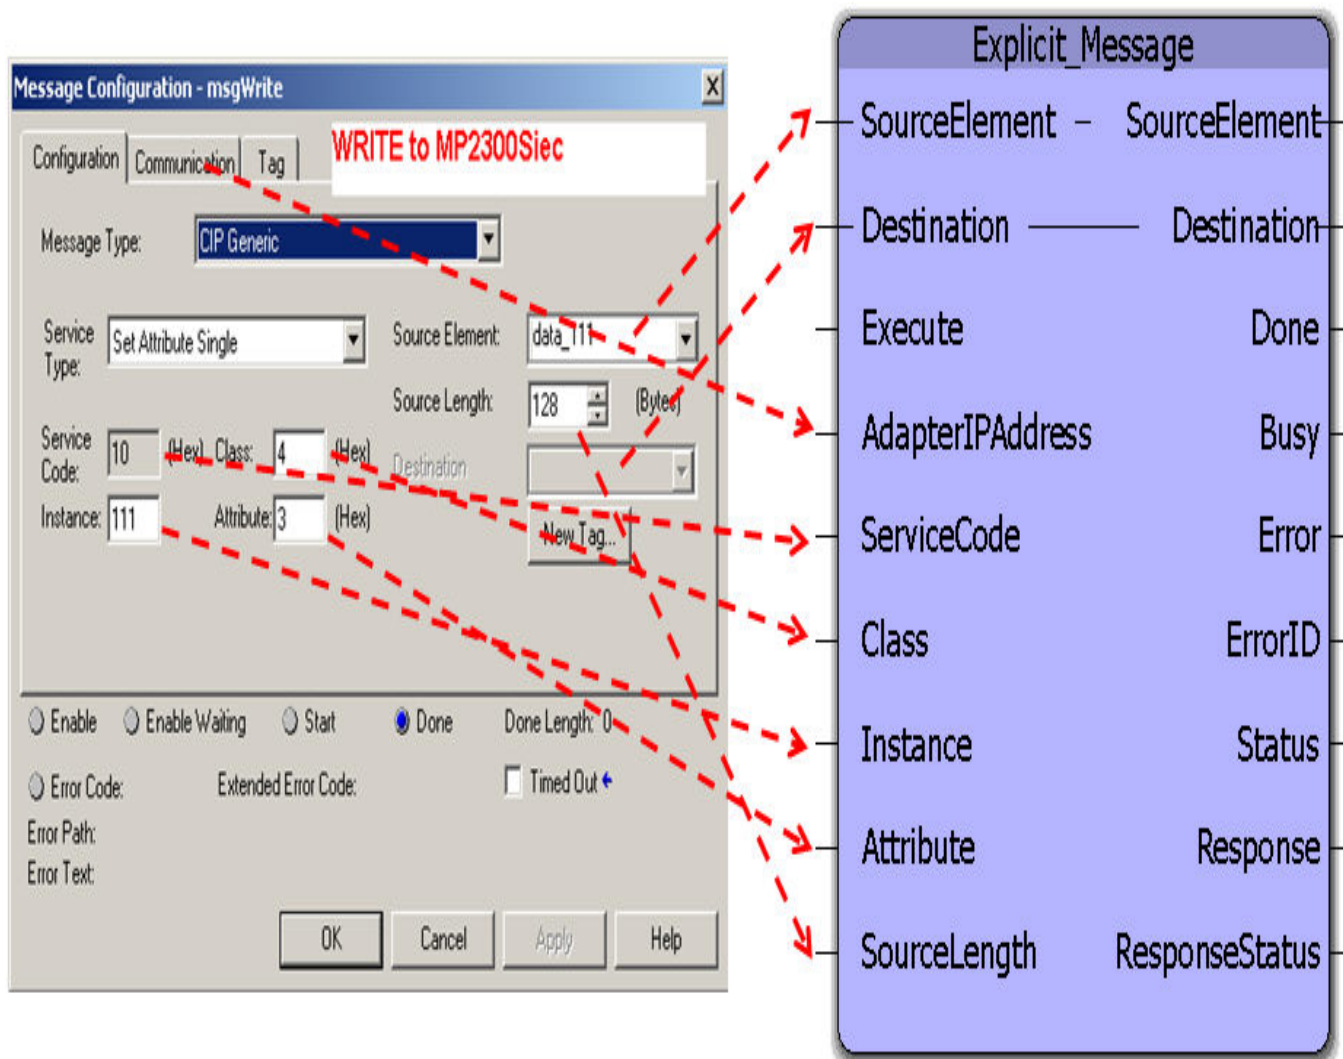 Message Configuration - msgWrite
X
Configuration Communication Tag
WRITE to MP2300Siec
Message Type: CIP Generic
Service Type: Set Attribute Single
Source Element: data_111
Source Length: 128 (Bytes)
Service Code: 10 (Hex) Class: 4 (Hex)
Destination
Instance: 111 Attribute: 3 (Hex)
New Tag...
Enable Enable Waiting Start Done Done Length: 0
Error Code: Extended Error Code: Timed Out
Error Path:
Error Text:
OK Cancel Apply Help
Explicit_Message
SourceElement SourceElement
Destination Destination
Execute Done
AdapterIPAddress Busy
ServiceCode Error
Class ErrorID
Instance Status
Attribute Response
SourceLength ResponseStatus